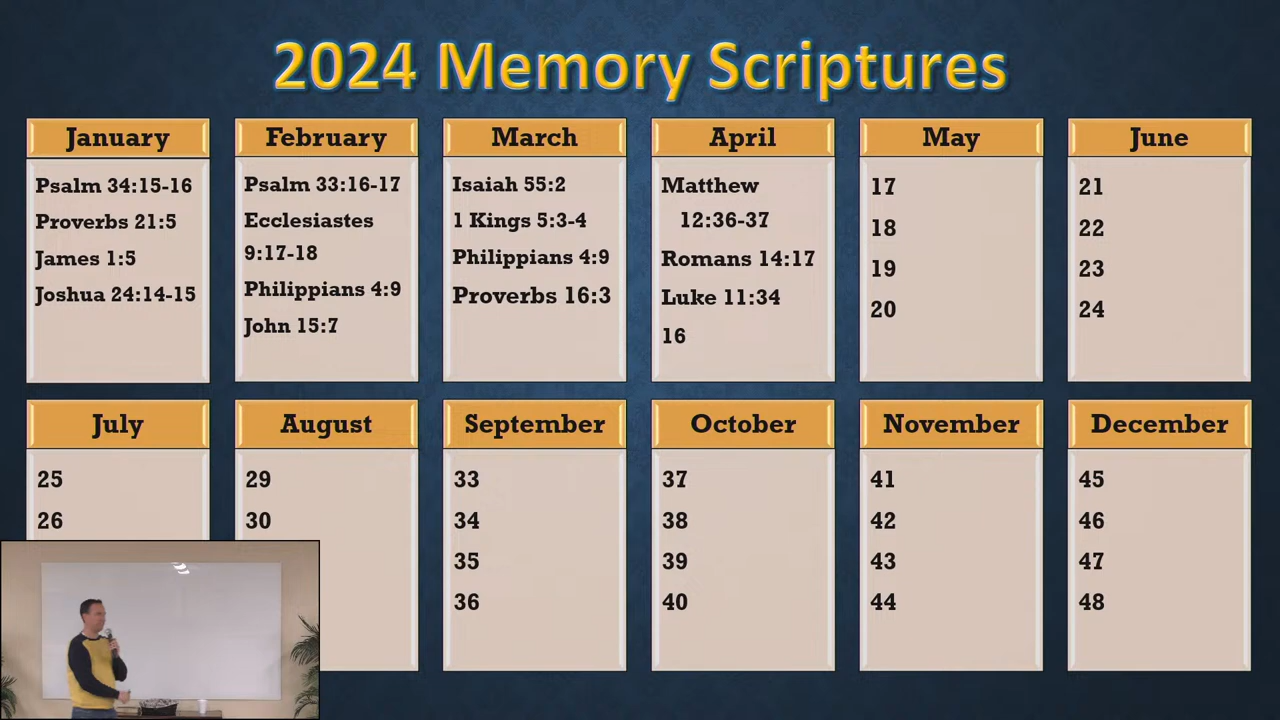 2024 Memory Scriptures
January
Psalm 34:15-16
Proverbs 21:5
James 1:5
Joshua 24:14-15
February
Psalm 33:16-17
Ecclesiastes
9:17-18
Philippians 4:9
John 15:7
March
Isaiah 55:2
1 Kings 5:3-4
Philippians 4:9
Proverbs 16:3
April
Matthew
12:36-37
Romans 14:17
Luke 11:34
16
May
17
18
19
20
June
21
22
23
24
July
25
26
August
29
30
September
33
34
35
36
October
37
38
39
40
November
41
42
43
44
December
45
46
47
48